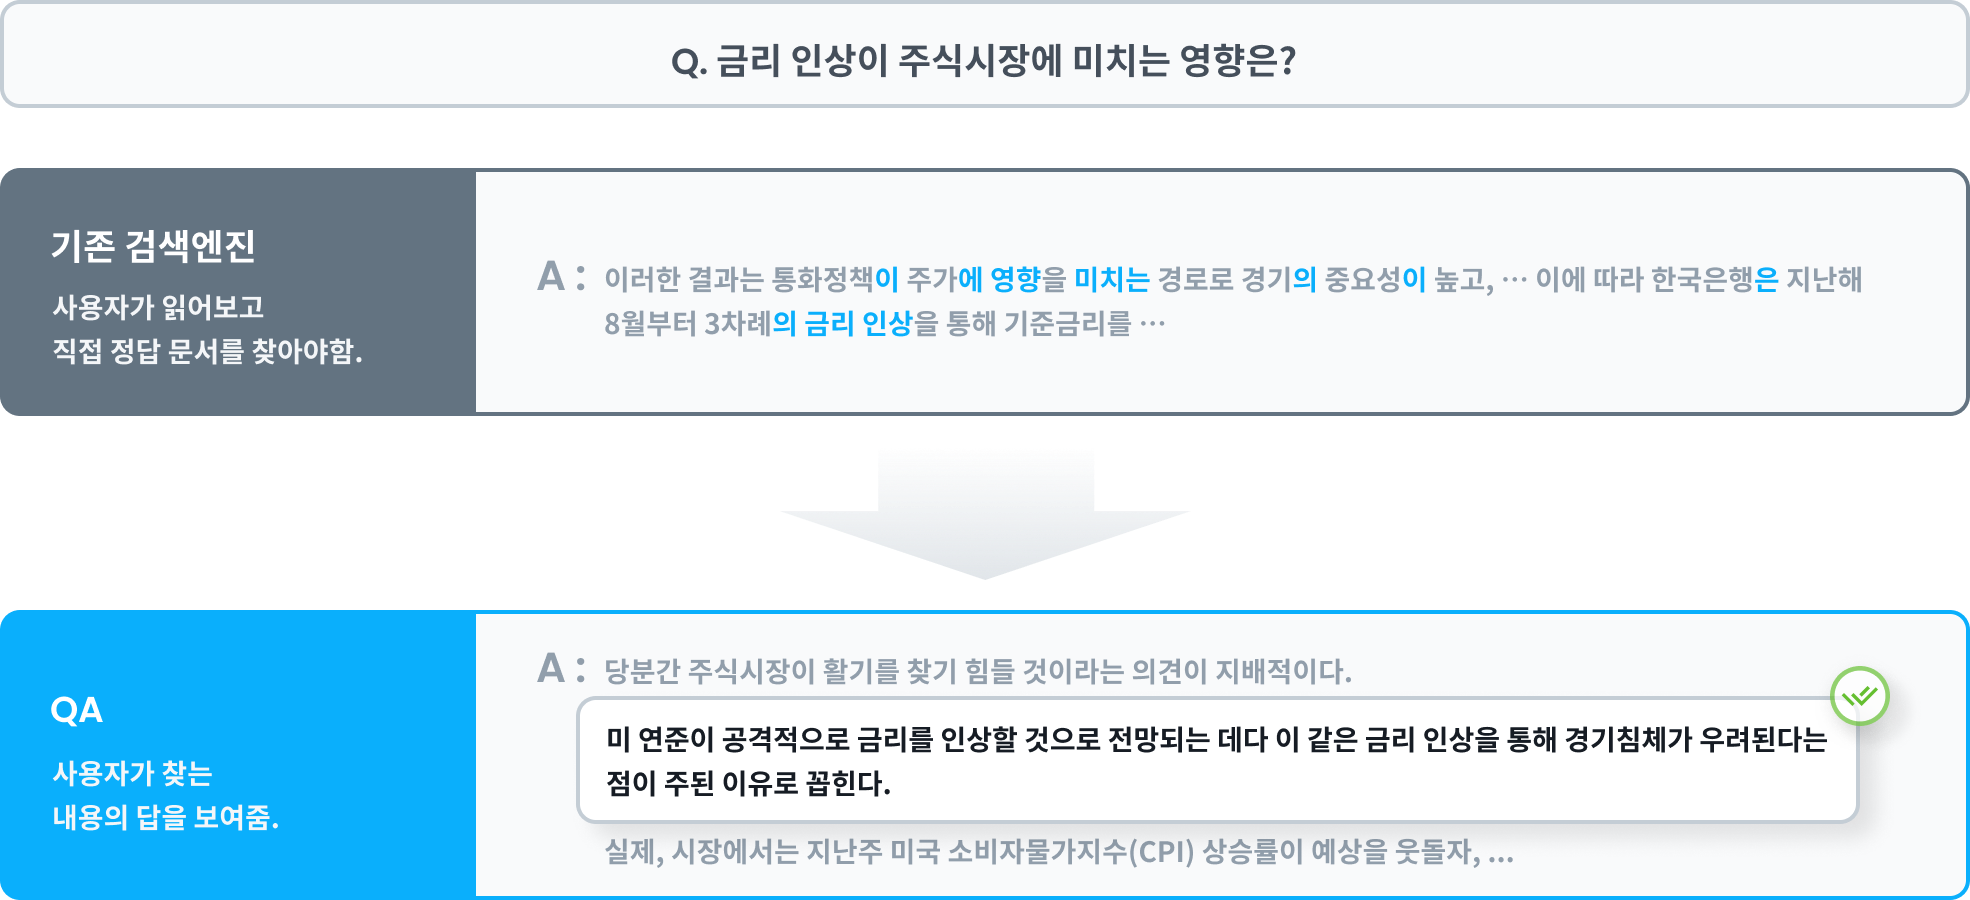 Q. 금리 인상이 주식시장에 미치는 영향은?
기존 검색엔진
사용자가 읽어보고
직접 정답 문서를 찾아야함.
A : 이러한 결과는 통화정책이 주가에 영향을 미치는 경로로 경기의 중요성이 높고, ··· 이에 따라 한국은행은 지난해
8월부터 3차례의 금리 인상을 통해 기준금리를 ···
QA
사용자가 찾는
내용의 답을 보여줌.
A : 당분간 주식시장이 활기를 찾기 힘들 것이라는 의견이 지배적이다.
미 연준이 공격적으로 금리를 인상할 것으로 전망되는 데다 이 같은 금리 인상을 통해 경기침체가 우려된다는
점이 주된 이유로 꼽힌다.
실제, 시장에서는 지난주 미국 소비자물가지수(CPI) 상승률이 예상을 웃돌자, ...